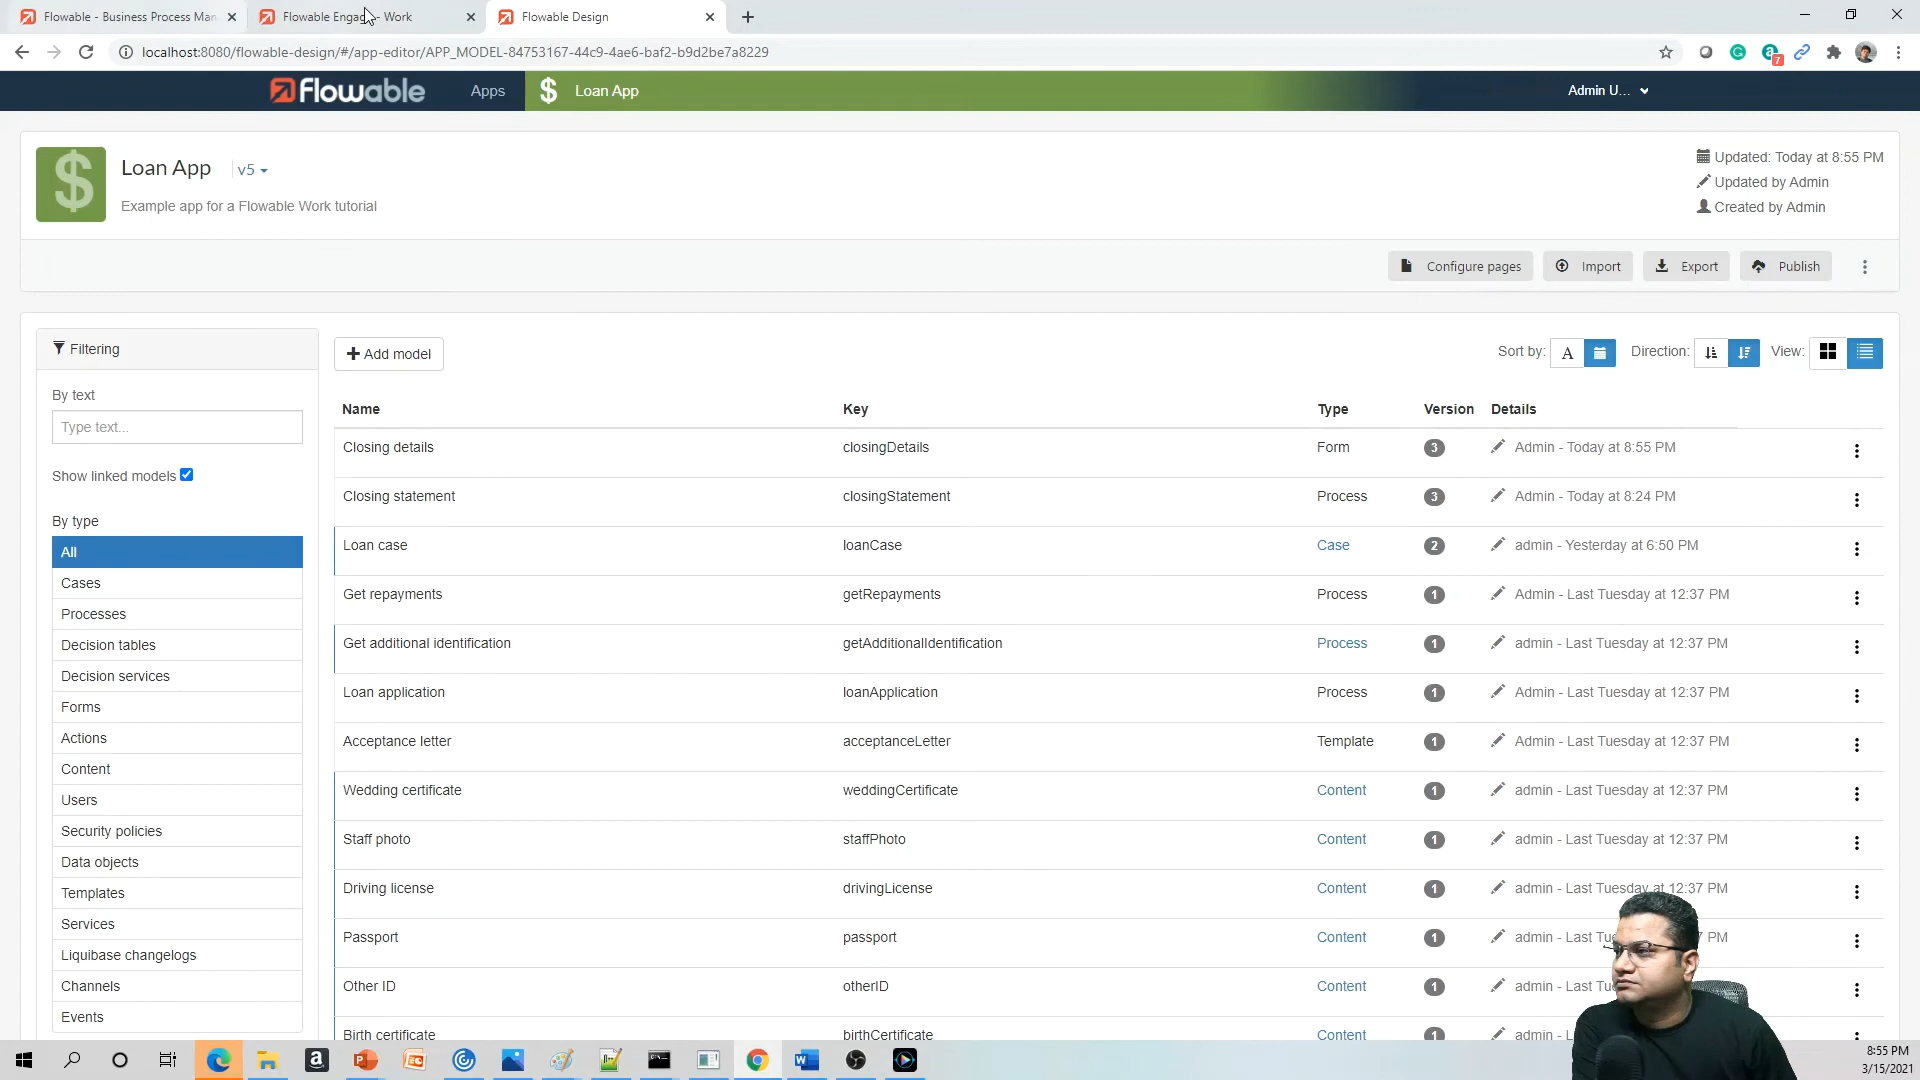 Flowable - Business Process Man
Flowable Enga - Work
Flowable Design
localhost:8080/flowable-design/#/app-editor/APP_MODEL-84753167-44c9-4ae6-baf2-b9d2be7a8229
7
flowable
Apps
$
Loan App
Admin U...
$
Loan App
v5
Example app for a Flowable Work tutorial
Updated: Today at 8:55 PM
Updated by Admin
Created by Admin
Configure pages
Import
Export
Publish
Filtering
By text
Type text...
Show linked models
By type
All
Cases
Processes
Decision tables
Decision services
Forms
Actions
Content
Users
Security policies
Data objects
Templates
Services
Liquibase changelogs
Channels
Events
Add model
Sort by: A
Direction:
View:
Name Key Type Version Details
Closing details closingDetails Form 3 Admin - Today at 8:55 PM
Closing statement closingStatement Process 3 Admin - Today at 8:24 PM
Loan case loanCase Case 2 admin - Yesterday at 6:50 PM
Get repayments getRepayments Process 1 Admin - Last Tuesday at 12:37 PM
Get additional identification getAdditionalIdentification Process 1 admin - Last Tuesday at 12:37 PM
Loan application loanApplication Process 1 Admin - Last Tuesday at 12:37 PM
Acceptance letter acceptanceLetter Template 1 Admin - Last Tuesday at 12:37 PM
Wedding certificate weddingCertificate Content 1 admin - Last Tuesday at 12:37 PM
Staff photo staffPhoto Content 1 admin - Last Tuesday at 12:37 PM
Driving license drivingLicense Content 1 admin - Last Tuesday at 12:37 PM
Passport passport Content 1 admin - Last Tu PM
Other ID otherID Content 1 admin - Last Tu
Birth certificate birthCertificate Content 1 admin - L
8:55 PM
3/15/2021